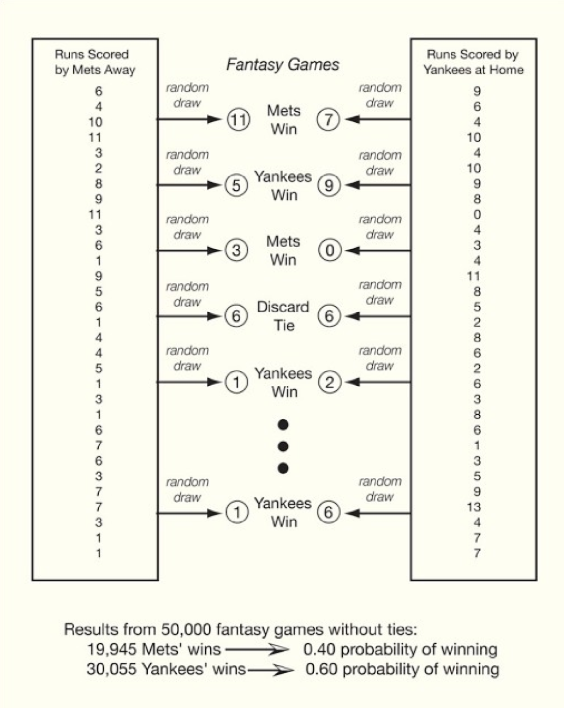 Runs Scored
by Mets Away
6
4
10
11
3
2
8
9
11
3
6
1
9
5
6
1
4
4
5
1
3
1
6
7
6
3
7
7
3
1
1
Fantasy Games
random
draw
11
Mets
Win
7
random
draw
random
draw
5
Yankees
Win
9
random
draw
random
draw
3
Mets
Win
0
random
draw
random
draw
6
Discard
Tie
6
random
draw
random
draw
1
Yankees
Win
2
random
draw
random
draw
1
Yankees
Win
6
random
draw
Runs Scored by
Yankees at Home
9
6
4
10
4
10
9
8
0
4
3
4
11
8
5
2
8
6
2
6
3
8
6
1
3
5
9
13
4
7
7
Results from 50,000 fantasy games without ties:
19,945 Mets' wins 0.40 probability of winning
30,055 Yankees' wins 0.60 probability of winning